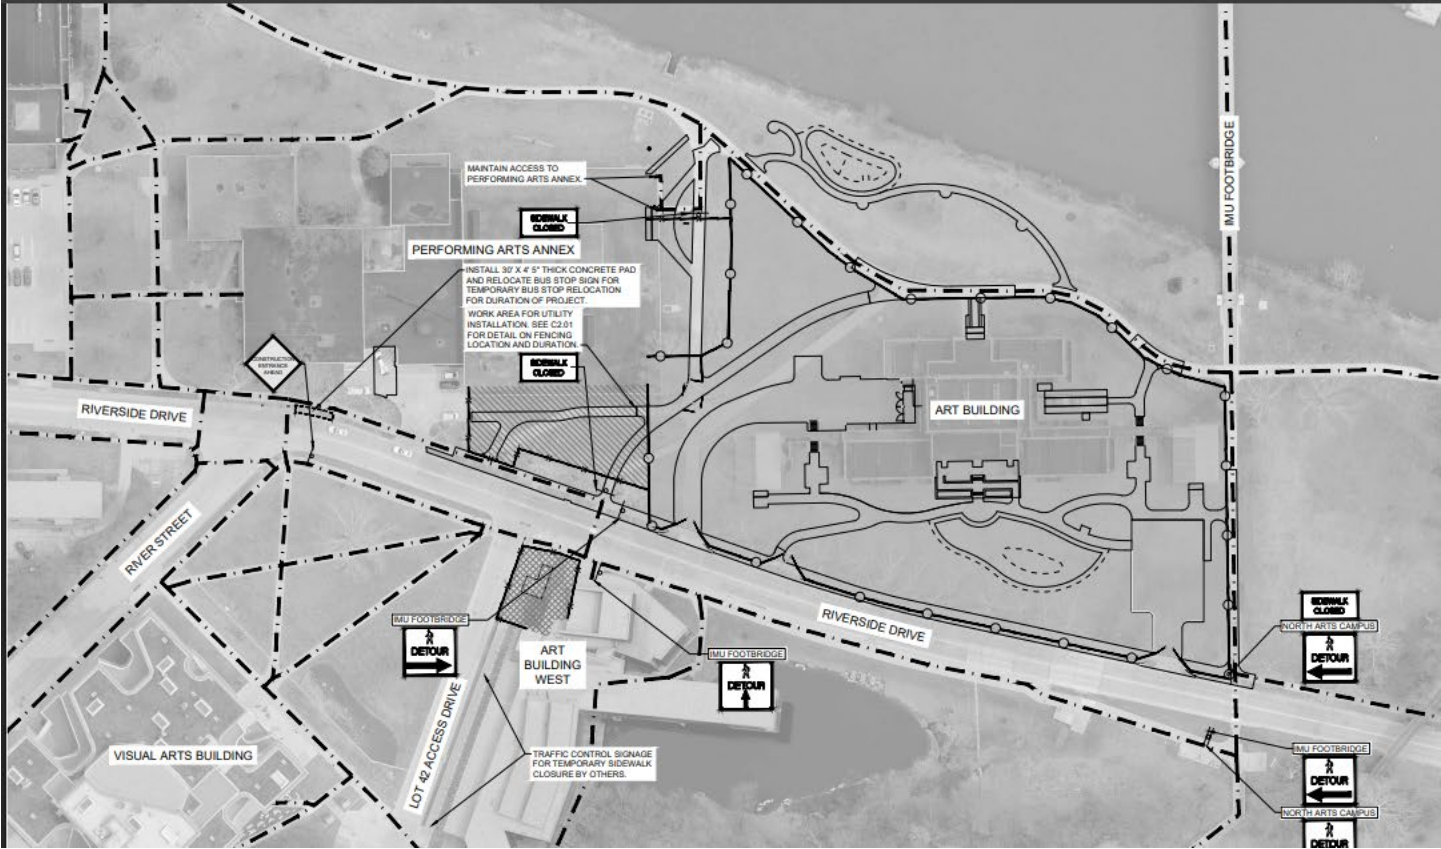 IMU FOOTBRIDGE
MAINTAIN ACCESS TO
PERFORMING ARTS ANNEX.
SIDEWALK
CLOSED
PERFORMING ARTS ANNEX
INSTALL 30' X 4' 5" THICK CONCRETE PAD
AND RELOCATE BUS STOP SIGN FOR
TEMPORARY BUS STOP RELOCATION
FOR DURATION OF PROJECT.
WORK AREA FOR UTILITY
INSTALLATION. SEE C2.01
FOR DETAIL ON FENCING
LOCATION AND DURATION.
SIDEWALK
CLOSED
CONSTRUCTION
ENTRANCE
AHEAD
RIVERSIDE DRIVE
ART BUILDING
RIVER STREET
IMU FOOTBRIDGE
DETOUR
ART
BUILDING
WEST
RIVERSIDE DRIVE
IMU FOOTBRIDGE
DETOUR
SIDEWALK
CLOSED
NORTH ARTS CAMPUS
DETOUR
LOT 42 ACCESS DRIVE
VISUAL ARTS BUILDING
TRAFFIC CONTROL SIGNAGE
FOR TEMPORARY SIDEWALK
CLOSURE BY OTHERS.
IMU FOOTBRIDGE
DETOUR
NORTH ARTS CAMPUS
DETOUR